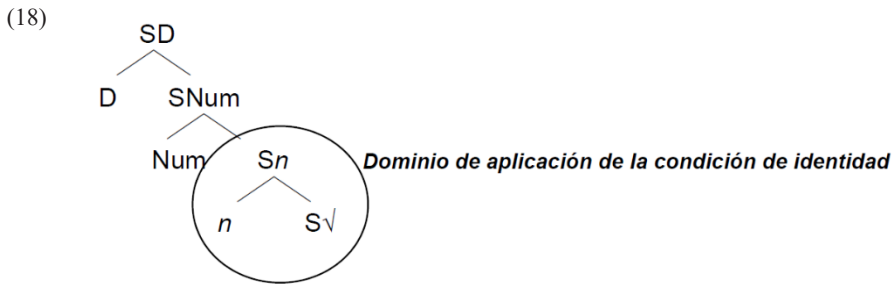 (18)
SD
D SNum
Num Sn Dominio de aplicación de la condición de identidad
n S√